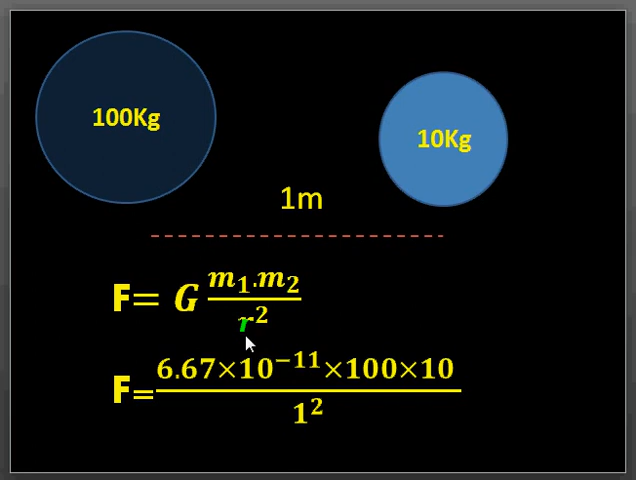 100Kg
10Kg
1m
F= G m₁.m₂ / r²
F= 6.67×10⁻¹¹×100×10 / 1²